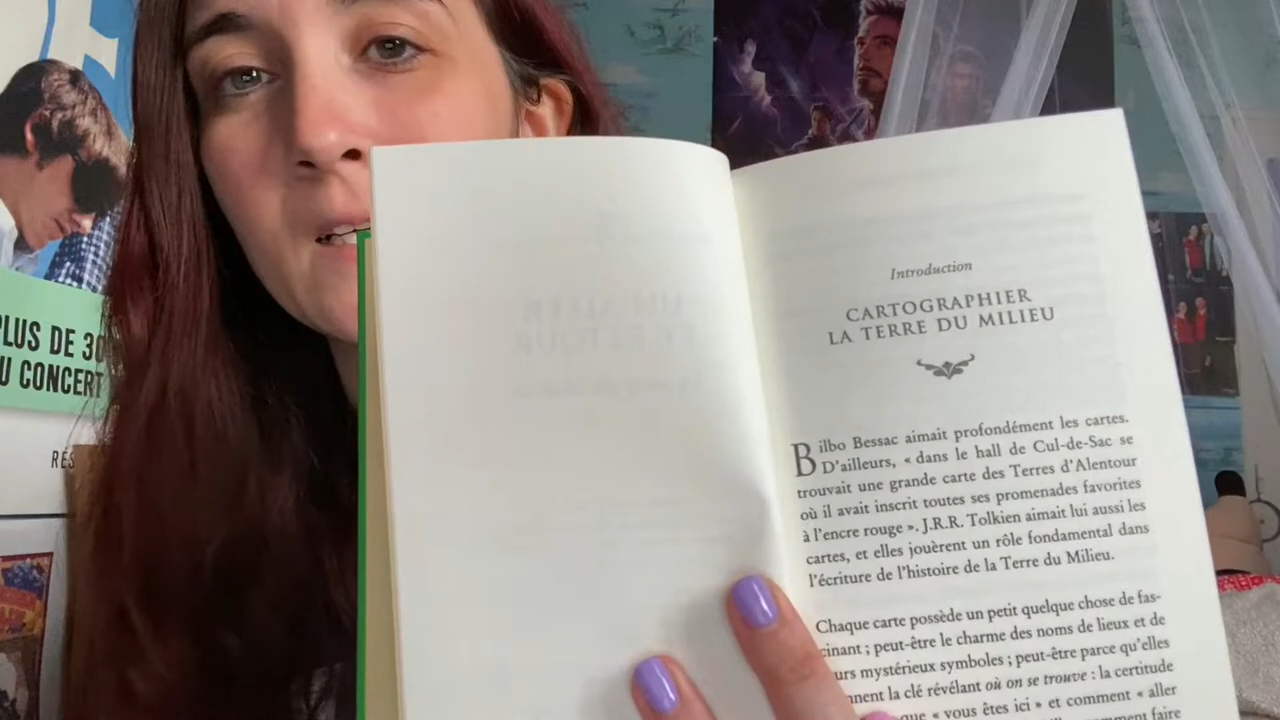 PLUS DE 30
U CONCERT
RÉS
Introduction
CARTOGRAPHIER
LA TERRE DU MILIEU
Bilbo Bessac aimait profondément les cartes.
D'ailleurs, « dans le hall de Cul-de-Sac se
trouvait une grande carte des Terres d'Alentour
où il avait inscrit toutes ses promenades favorites
à l'encre rouge ». J.R.R. Tolkien aimait lui aussi les
cartes, et elles jouèrent un rôle fondamental dans
l'écriture de l'histoire de la Terre du Milieu.
Chaque carte possède un petit quelque chose de fas-
cinant ; peut-être le charme des noms de lieux et de
urs mystérieux symboles ; peut-être parce qu'elles
nnent la clé révélant où on se trouve : la certitude
que « vous êtes ici » et comment « aller
faire